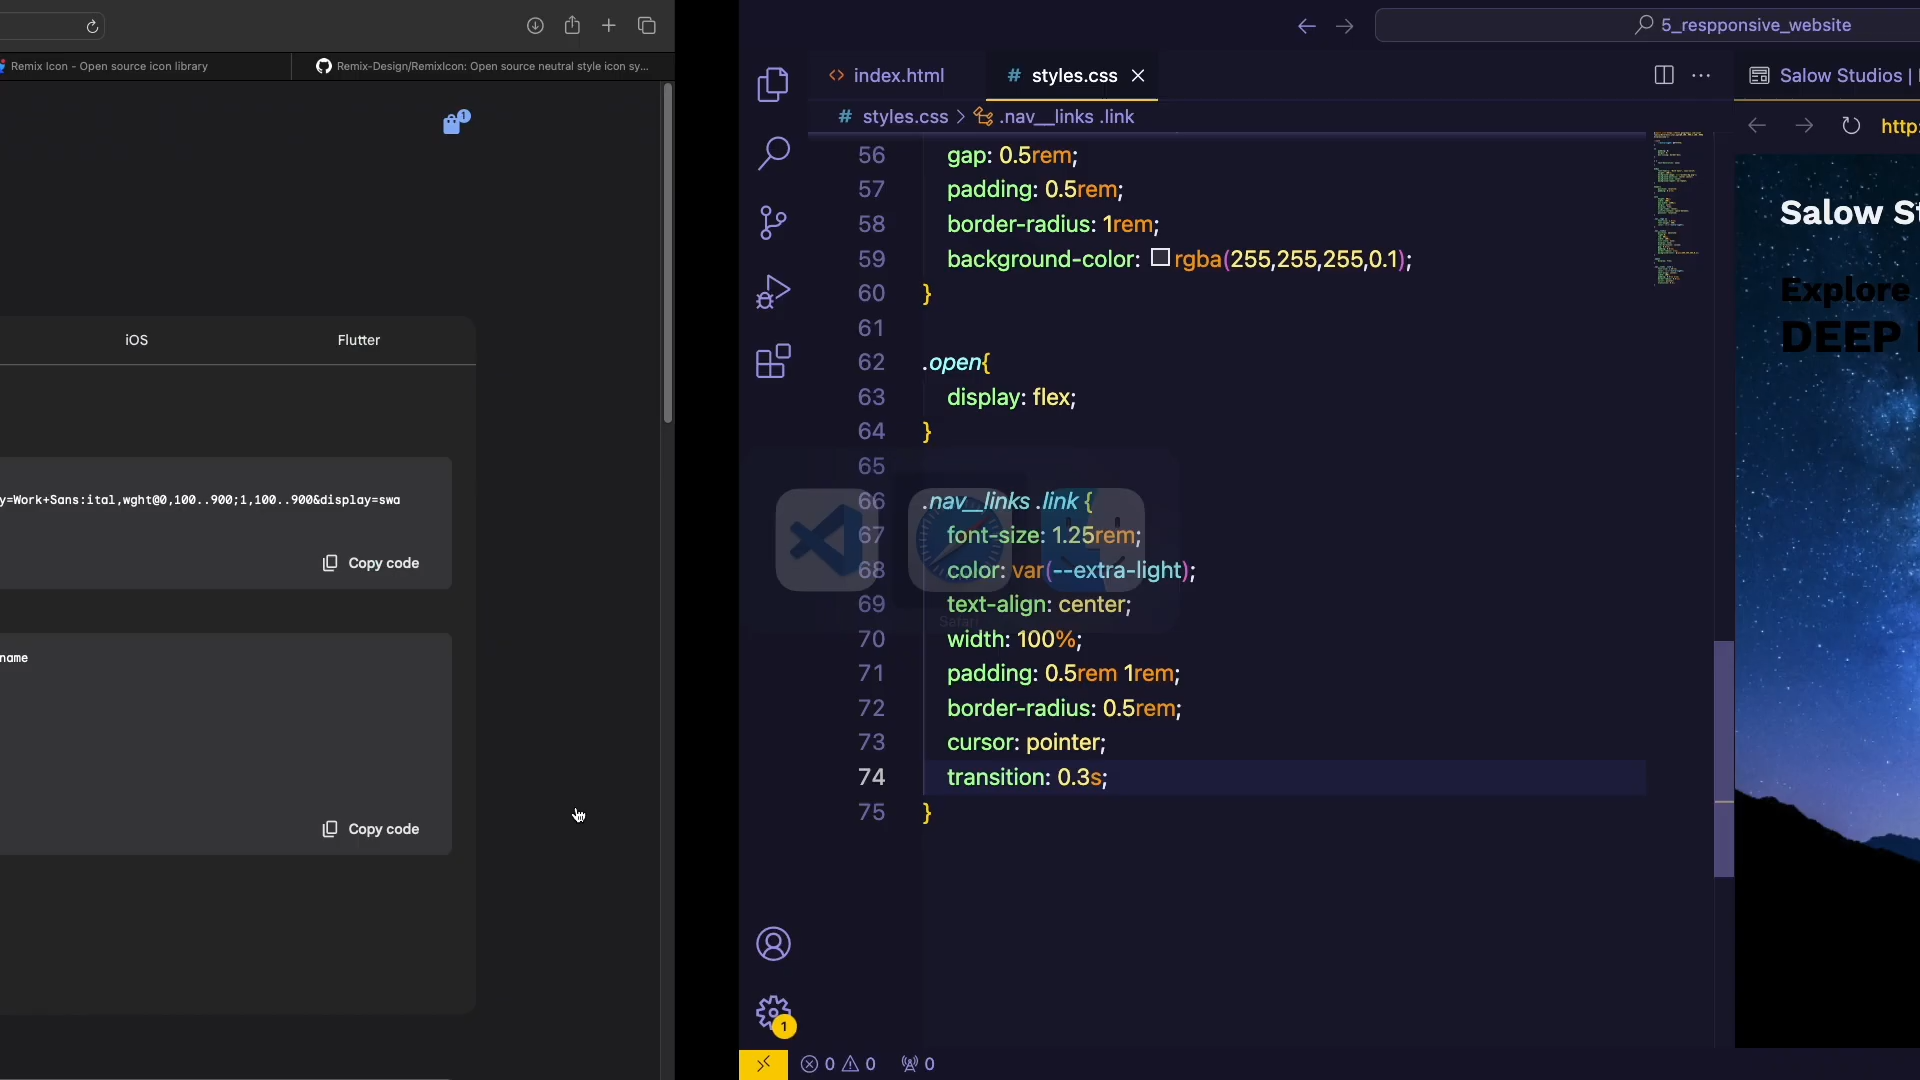 Remix Icon - Open source icon library
Remix-Design/RemixIcon: Open source neutral style icon sy...
1
iOS
Flutter
y=Work+Sans:ital,wght@0,100..900;1,100..900&display=swa
Copy code
name
Copy code
5_respponsive_website
index.html
# styles.css
# styles.css > .nav__links .link
56 gap: 0.5rem;
57 padding: 0.5rem;
58 border-radius: 1rem;
59 background-color: rgba(255,255,255,0.1);
60 }
61
62 .open{
63 display: flex;
64 }
65
66 .nav__links .link {
67 font-size: 1.25rem;
68 color: var(--extra-light);
69 text-align: center;
Safari
70 width: 100%;
71 padding: 0.5rem 1rem;
72 border-radius: 0.5rem;
73 cursor: pointer;
74 transition: 0.3s;
75 }
1
0 0 0
Salow Studios |
http:
Salow St
Explore
DEEP